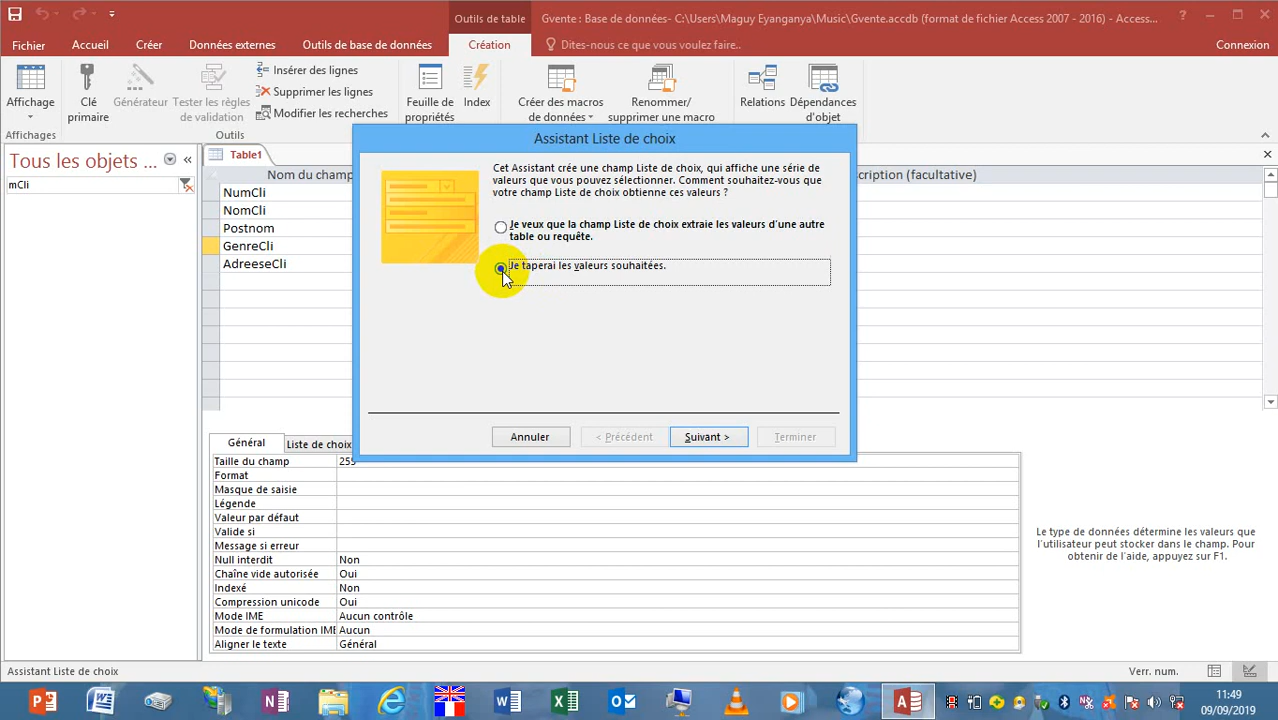 Outils de table
Gvente : Base de données- C:\Users\Maguy Eyanganya\Music\Gvente.accdb (format de fichier Access 2007 - 2016) - Access...
Fichier Accueil Créer Données externes Outils de base de données Création Dites-nous ce que vous voulez faire.. Connexion
Affichage
Clé primaire
Générateur
Tester les règles de validation
Insérer des lignes
Supprimer les lignes
Modifier les recherches
Feuille de propriétés
Index
Créer des macros de données
Renommer/ supprimer une macro
Relations
Dépendances d'objet
Affichages
Outils
Tous les objets ...
mCli
Table1
Nom du champ
scription (facultative)
NumCli
NomCli
Postnom
GenreCli
AdreeseCli
Assistant Liste de choix
Cet Assistant crée une champ Liste de choix, qui affiche une série de
valeurs que vous pouvez sélectionner. Comment souhaitez-vous que
votre champ Liste de choix obtienne ces valeurs ?
Je veux que la champ Liste de choix extraie les valeurs d'une autre
table ou requête.
Je taperai les valeurs souhaitées.
Annuler
< Précédent
Suivant >
Terminer
Général
Liste de choix
Taille du champ 255
Format
Masque de saisie
Légende
Valeur par défaut
Valide si
Message si erreur
Null interdit Non
Chaîne vide autorisée Oui
Indexé Non
Compression unicode Oui
Mode IME Aucun contrôle
Mode de formulation IME Aucun
Aligner le texte Général
Le type de données détermine les valeurs que
l'utilisateur peut stocker dans le champ. Pour
obtenir de l'aide, appuyez sur F1.
Assistant Liste de choix
Verr. num.
11:49
09/09/2019